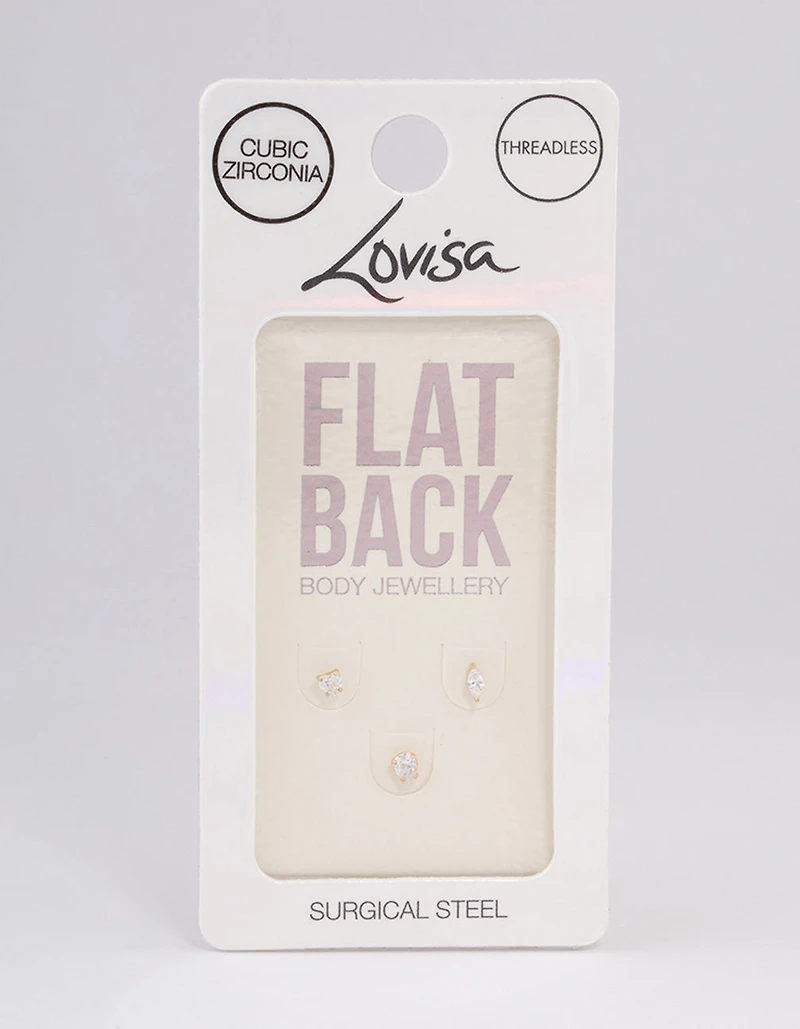 CUBIC
ZIRCONIA
THREADLESS
Lovisa
FLAT
BACK
BODY JEWELLERY
SURGICAL STEEL